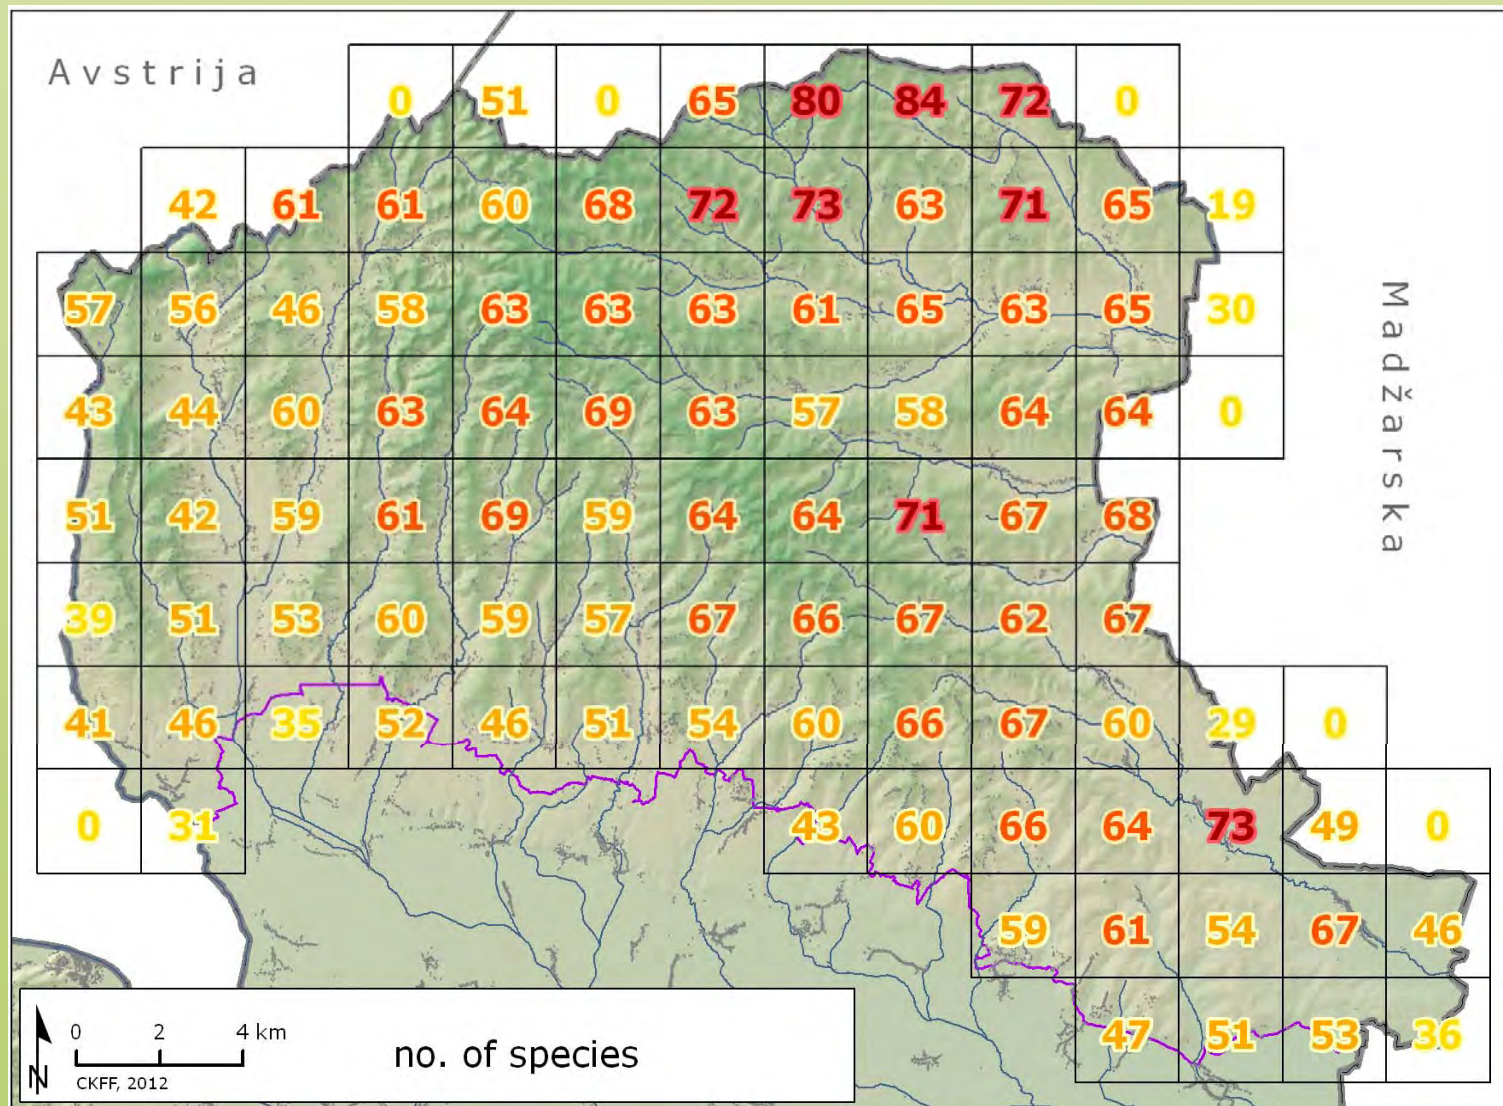 Avstrija
0 51 0 65 80 84 72 0
42 61 61 60 68 72 73 63 71 65 19
57 56 46 58 63 63 63 61 65 63 65 30
Madžarska
43 44 60 63 64 69 63 57 58 64 64 0
51 42 59 61 69 59 64 64 71 67 68
39 51 53 60 59 57 67 66 67 62 67
41 46 35 52 46 51 54 60 66 67 60 29 0
0 31 43 60 66 64 73 49 0
59 61 54 67 46
47 51 53 36
N
0 2 4 km
CKFF, 2012
no. of species